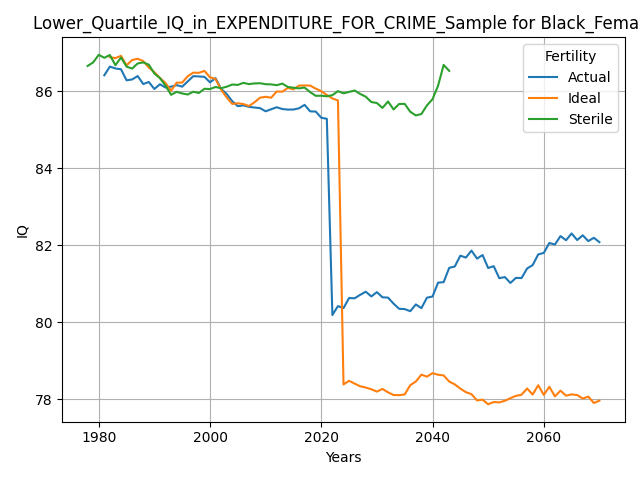 Lower_Quartile_IQ_in_EXPENDITURE_FOR_CRIME_Sample for Black_Fema
Fertility
Actual
Ideal
Sterile
IQ
86
84
82
80
78
1980 2000 2020 2040 2060
Years